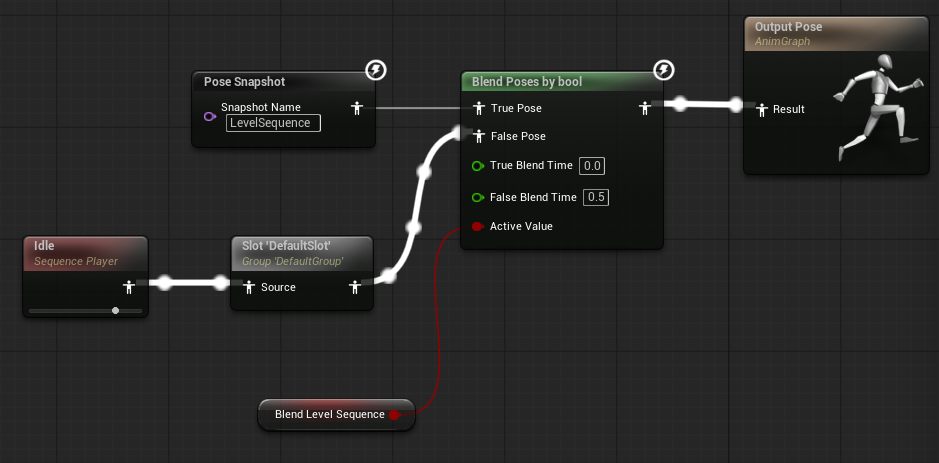 Pose Snapshot
Snapshot Name
LevelSequence
Blend Poses by bool
True Pose
False Pose
True Blend Time 0.0
False Blend Time 0.5
Active Value
Output Pose
AnimGraph
Result
Idle
Sequence Player
Slot 'DefaultSlot'
Group 'DefaultGroup'
Source
Blend Level Sequence